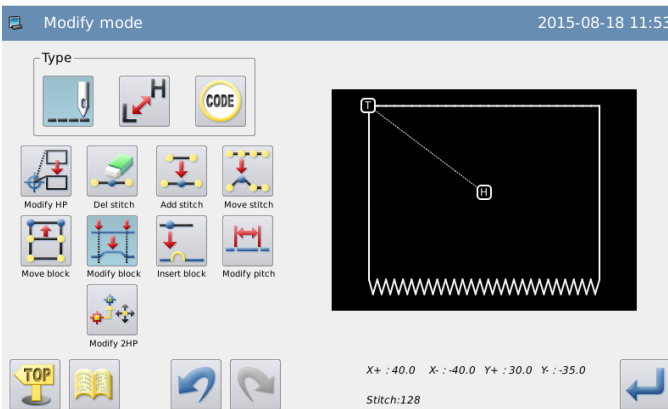 Modify mode
2015-08-18 11:53
Type
H
L
CODE
T
H
Modify HP
Del stitch
Add stitch
Move stitch
Move block
Modify block
Insert block
Modify pitch
Modify 2HP
TOP
X+ : 40.0 X- : -40.0 Y+ : 30.0 Y- : -35.0
Stitch:128